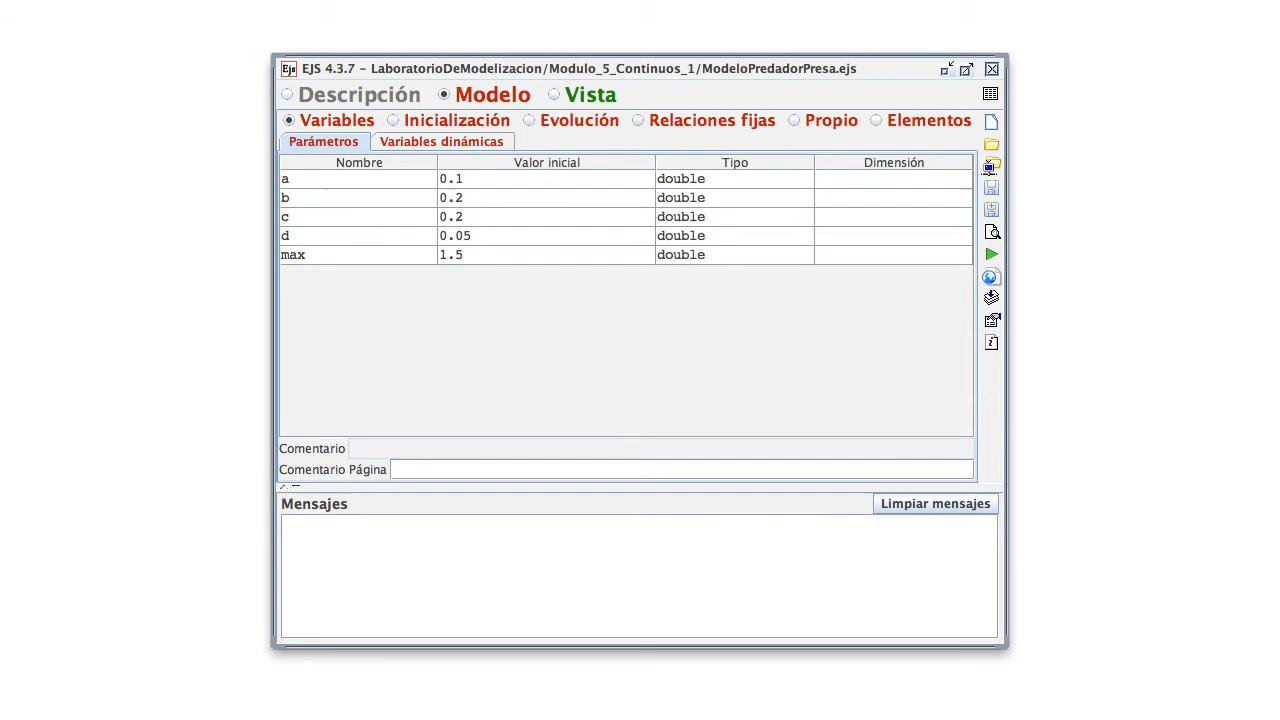 EJS 4.3.7 - LaboratorioDeModelizacion/Modulo_5_Continuos_1/ModeloPredadorPresa.ejs
Descripción Modelo Vista
Variables Inicialización Evolución Relaciones fijas Propio Elementos
Parámetros Variables dinámicas
Nombre Valor inicial Tipo Dimensión
a 0.1 double
b 0.2 double
c 0.2 double
d 0.05 double
max 1.5 double
Comentario
Comentario Página
Mensajes Limpiar mensajes